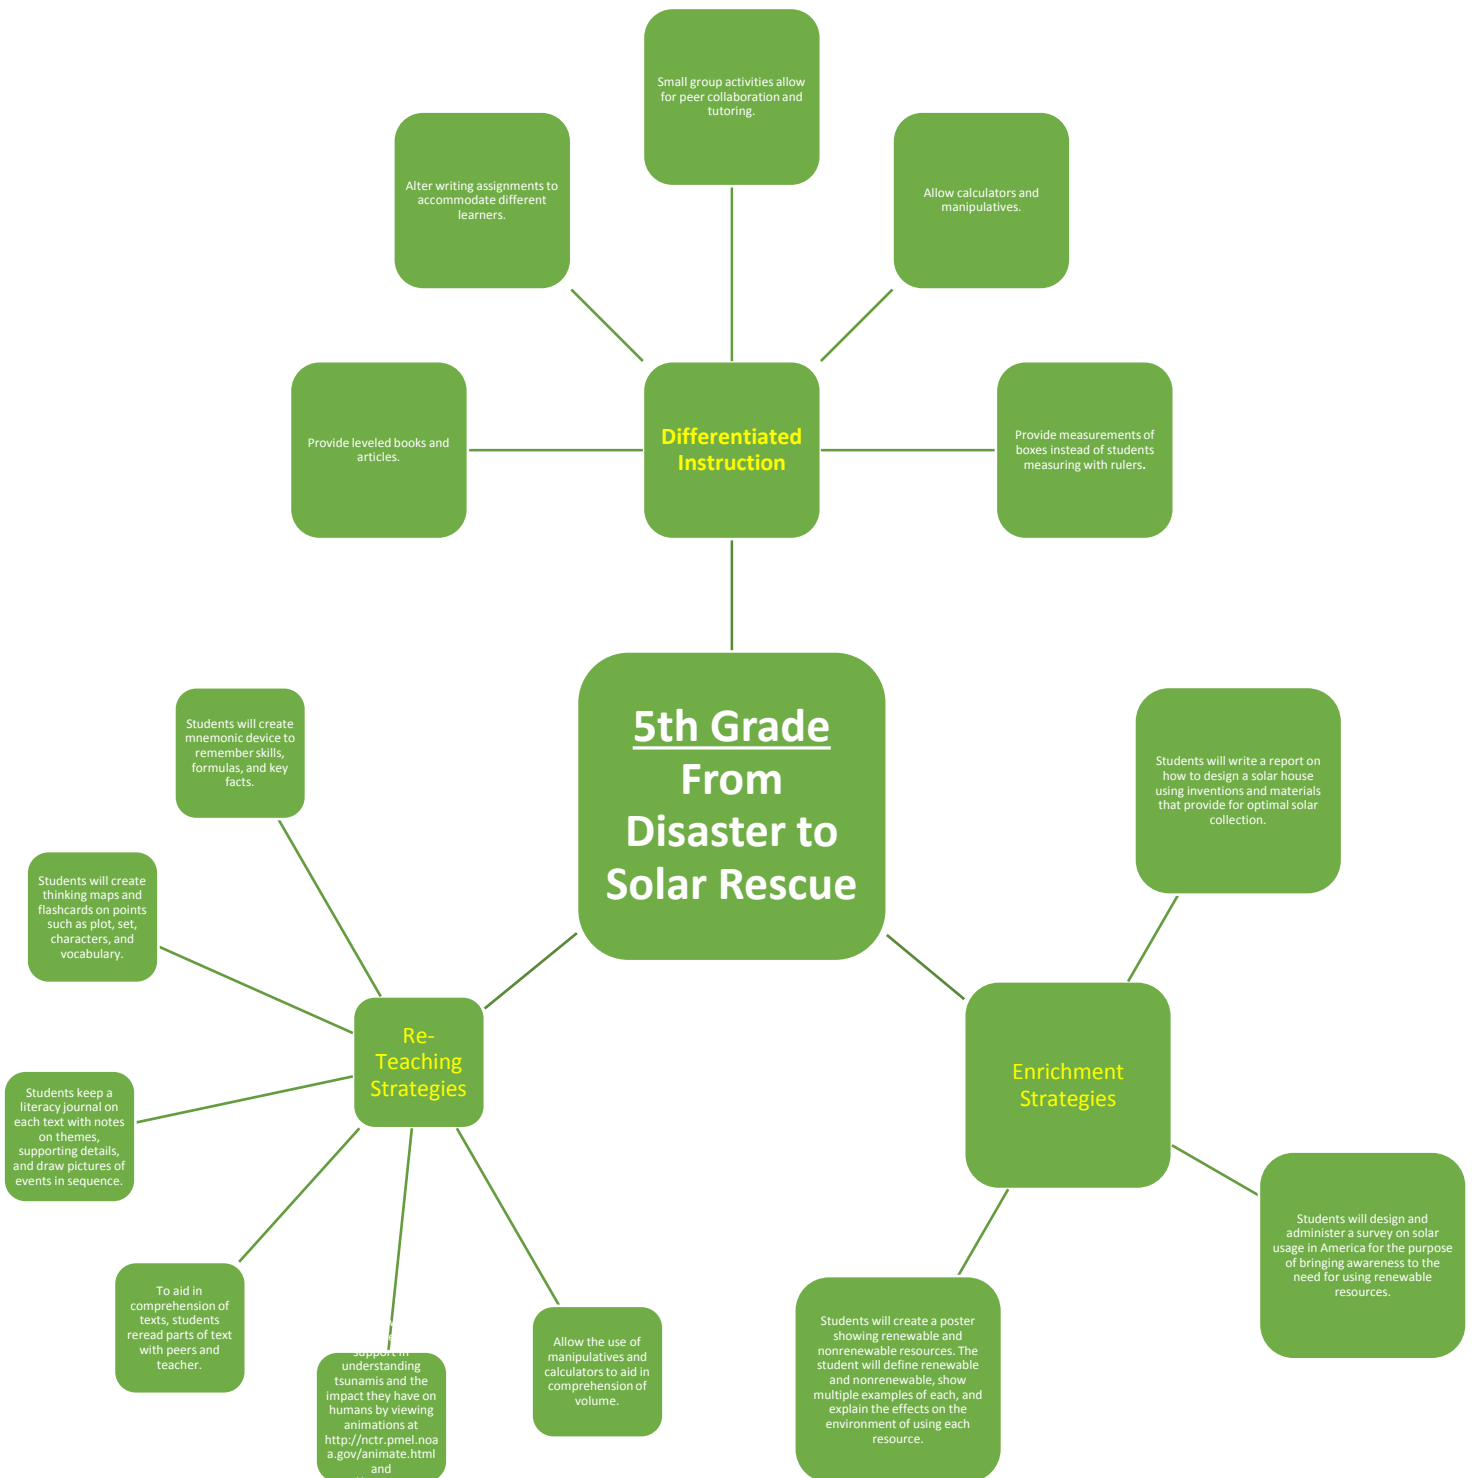 Small group activities allow
for peer collaboration and
tutoring.
Alter writing assignments to
accommodate different
learners.
Allow calculators and
manipulatives.
Provide leveled books and
articles.
Differentiated
Instruction
Provide measurements of
boxes instead of students
measuring with rulers.
5th Grade
From
Disaster to
Solar Rescue
Students will create
mnemonic device to
remember skills,
formulas, and key
facts.
Students will create
thinking maps and
flashcards on points
such as plot, set,
characters, and
vocabulary.
Re-
Teaching
Strategies
Students keep a
literacy journal on
each text with notes
on themes,
supporting details,
and draw pictures of
events in sequence.
To aid in
comprehension of
texts, students
reread parts of text
with peers and
teacher.
support in
understanding
tsunamis and the
impact they have on
humans by viewing
animations at
http://nctr.pmel.noa
a.gov/animate.html
and
Allow the use of
manipulatives and
calculators to aid in
comprehension of
volume.
Students will write a report on
how to design a solar house
using inventions and materials
that provide for optimal solar
collection.
Enrichment
Strategies
Students will design and
administer a survey on solar
usage in America for the purpose
of bringing awareness to the
need for using renewable
resources.
Students will create a poster
showing renewable and
nonrenewable resources. The
student will define renewable
and nonrenewable, show
multiple examples of each, and
explain the effects on the
environment of using each
resource.